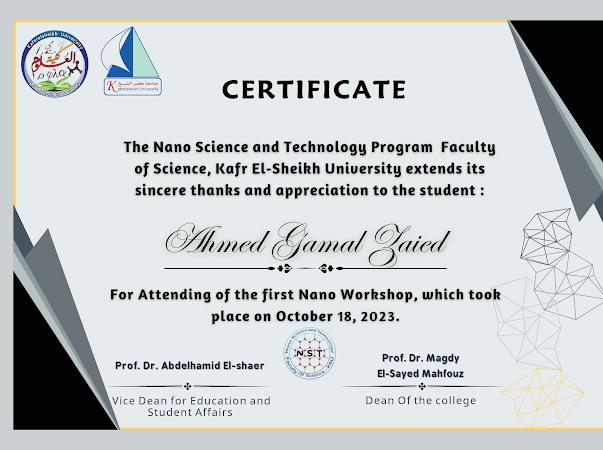 Kafrelsheikh University
كلية
العلوم
جامعة كفر الشيخ
Kafrelsheikh University
CERTIFICATE
The Nano Science and Technology Program Faculty
of Science, Kafr El-Sheikh University extends its
sincere thanks and appreciation to the student :
Ahmed Gamal Zaied
For Attending of the first Nano Workshop, which took
place on October 18, 2023.
N.S.T
Prof. Dr. Abdelhamid El-shaer
Vice Dean for Education and
Student Affairs
Prof. Dr. Magdy
El-Sayed Mahfouz
Dean Of the college